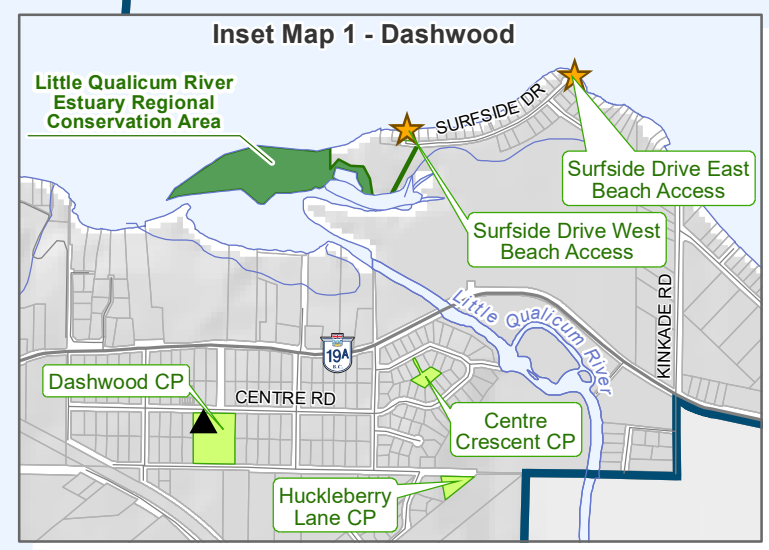 Inset Map 1 - Dashwood
Little Qualicum River
Estuary Regional
Conservation Area
SURFSIDE DR
Surfside Drive East
Beach Access
Surfside Drive West
Beach Access
KINKADE RD
Little Qualicum River
19A
B.C.
Dashwood CP
CENTRE RD
Centre
Crescent CP
Huckleberry
Lane CP